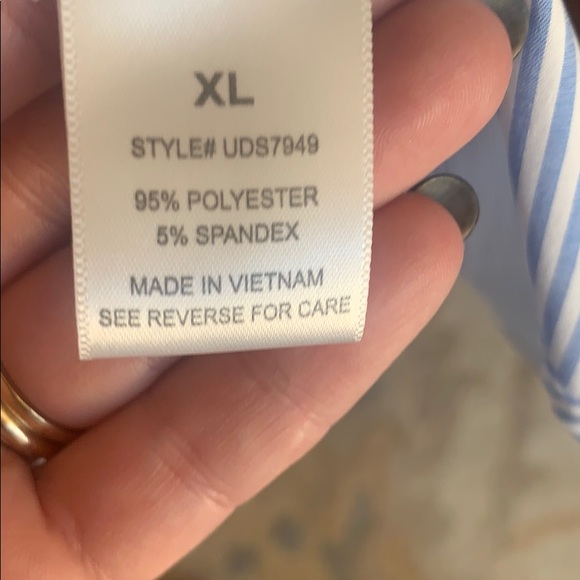 XL
STYLE# UDS7949
95% POLYESTER
5% SPANDEX
MADE IN VIETNAM
SEE REVERSE FOR CARE